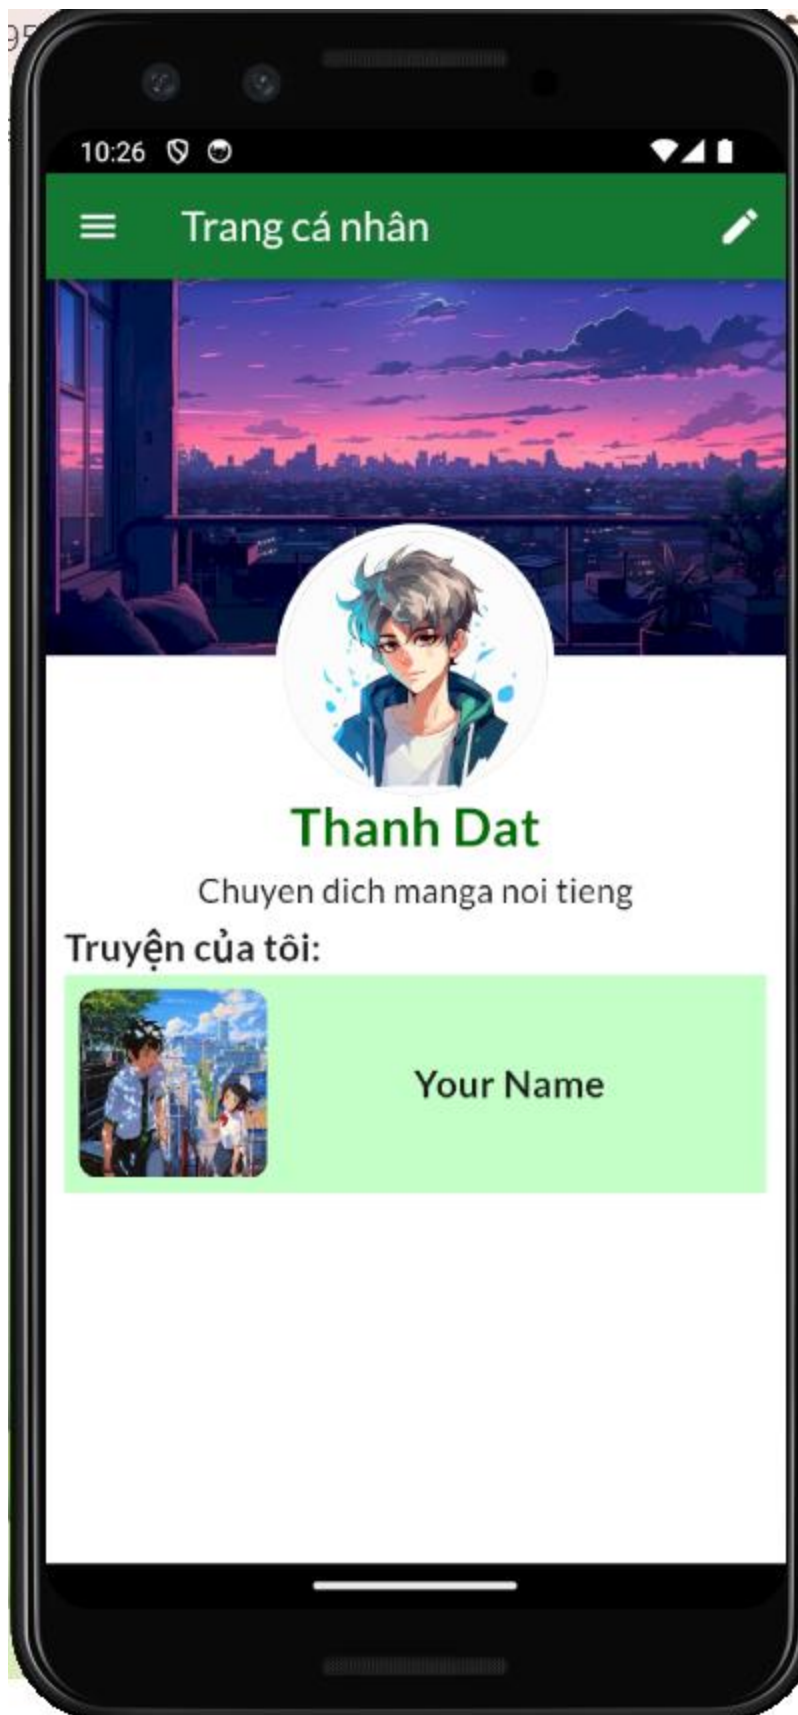 10:26
Trang cá nhân
Thanh Dat
Chuyen dich manga noi tieng
Truyện của tôi:
Your Name